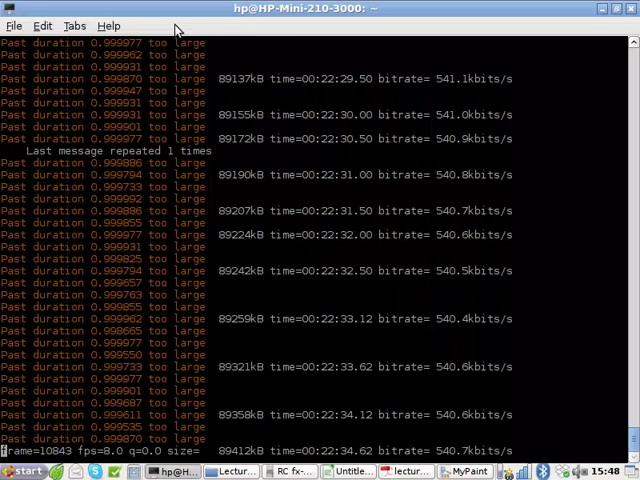 hp@HP-Mini-210-3000: ~
File Edit Tabs Help
Past duration 0.999977 too large
Past duration 0.999962 too large
Past duration 0.999931 too large
Past duration 0.999870 too large 89137kB time=00:22:29.50 bitrate= 541.1kbits/s
Past duration 0.999947 too large
Past duration 0.999931 too large
Past duration 0.999931 too large 89155kB time=00:22:30.00 bitrate= 541.0kbits/s
Past duration 0.999901 too large
Past duration 0.999977 too large 89172kB time=00:22:30.50 bitrate= 540.9kbits/s
Last message repeated 1 times
Past duration 0.999886 too large
Past duration 0.999794 too large 89190kB time=00:22:31.00 bitrate= 540.8kbits/s
Past duration 0.999733 too large
Past duration 0.999992 too large
Past duration 0.999886 too large 89207kB time=00:22:31.50 bitrate= 540.7kbits/s
Past duration 0.999855 too large
Past duration 0.999977 too large 89224kB time=00:22:32.00 bitrate= 540.6kbits/s
Past duration 0.999931 too large
Past duration 0.999825 too large
Past duration 0.999794 too large 89242kB time=00:22:32.50 bitrate= 540.5kbits/s
Past duration 0.999657 too large
Past duration 0.999763 too large
Past duration 0.999855 too large
Past duration 0.999962 too large 89259kB time=00:22:33.12 bitrate= 540.4kbits/s
Past duration 0.998665 too large
Past duration 0.999977 too large
Past duration 0.999550 too large
Past duration 0.999733 too large 89321kB time=00:22:33.62 bitrate= 540.6kbits/s
Past duration 0.999977 too large
Past duration 0.999901 too large
Past duration 0.999687 too large
Past duration 0.999611 too large 89358kB time=00:22:34.12 bitrate= 540.6kbits/s
Past duration 0.999535 too large
Past duration 0.999870 too large
frame=10843 fps=8.0 q=0.0 size= 89412kB time=00:22:34.62 bitrate= 540.7kbits/s
start hp@H... Lectur... RC fx-... Untitle... lectur... MyPaint 15:48